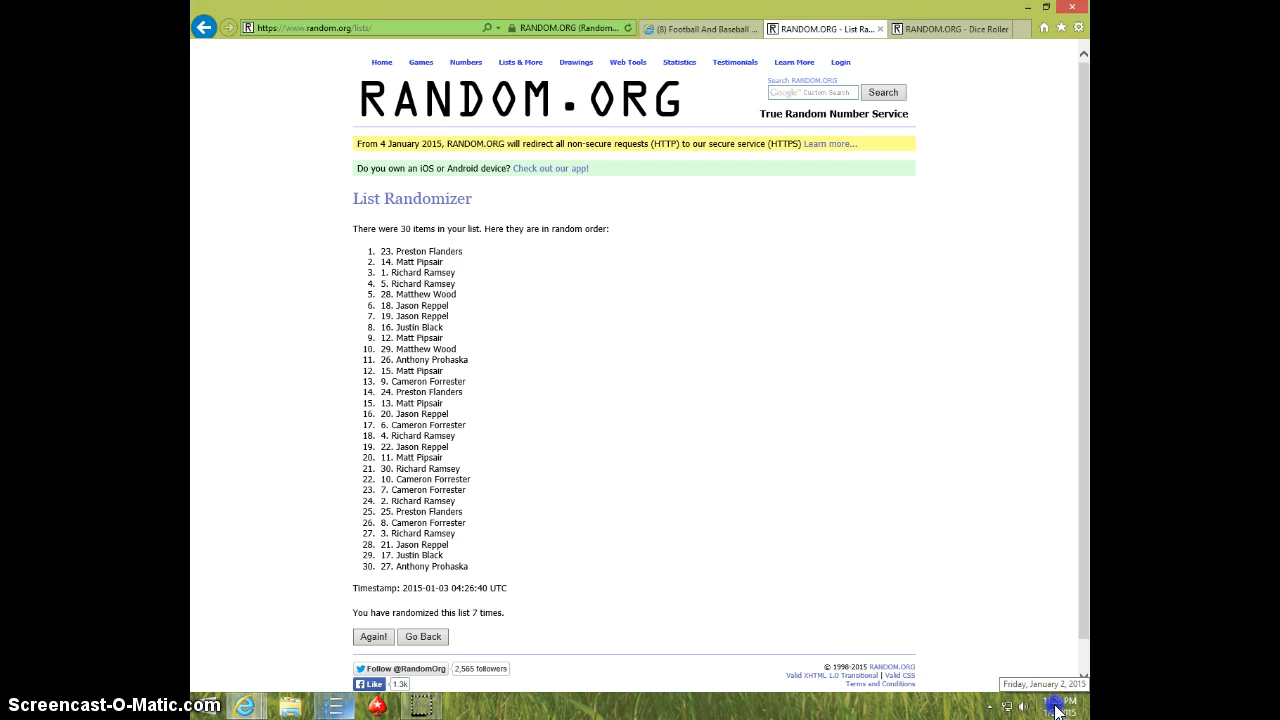 https://www.random.org/lists/
RANDOM.ORG (Random...
(8) Football And Baseball ...
RANDOM.ORG - List Ra...
RANDOM.ORG - Dice Roller
Home Games Numbers Lists & More Drawings Web Tools Statistics Testimonials Learn More Login
Search RANDOM.ORG
RANDOM.ORG
Google Custom Search
Search
True Random Number Service
From 4 January 2015, RANDOM.ORG will redirect all non-secure requests (HTTP) to our secure service (HTTPS) Learn more...
Do you own an iOS or Android device? Check out our app!
List Randomizer
There were 30 items in your list. Here they are in random order:
1. 23. Preston Flanders
2. 14. Matt Pipsair
3. 1. Richard Ramsey
4. 5. Richard Ramsey
5. 28. Matthew Wood
6. 18. Jason Reppel
7. 19. Jason Reppel
8. 16. Justin Black
9. 12. Matt Pipsair
10. 29. Matthew Wood
11. 26. Anthony Prohaska
12. 15. Matt Pipsair
13. 9. Cameron Forrester
14. 24. Preston Flanders
15. 13. Matt Pipsair
16. 20. Jason Reppel
17. 6. Cameron Forrester
18. 4. Richard Ramsey
19. 22. Jason Reppel
20. 11. Matt Pipsair
21. 30. Richard Ramsey
22. 10. Cameron Forrester
23. 7. Cameron Forrester
24. 2. Richard Ramsey
25. 25. Preston Flanders
26. 8. Cameron Forrester
27. 3. Richard Ramsey
28. 21. Jason Reppel
29. 17. Justin Black
30. 27. Anthony Prohaska
Timestamp: 2015-01-03 04:26:40 UTC
You have randomized this list 7 times.
Again! Go Back
Follow @RandomOrg 2,565 followers
Like 1.3k
© 1998-2015 RANDOM.ORG
Valid XHTML 1.0 Transitional | Valid CSS
Terms and Conditions
Friday, January 2, 2015
Screencast-O-Matic.com